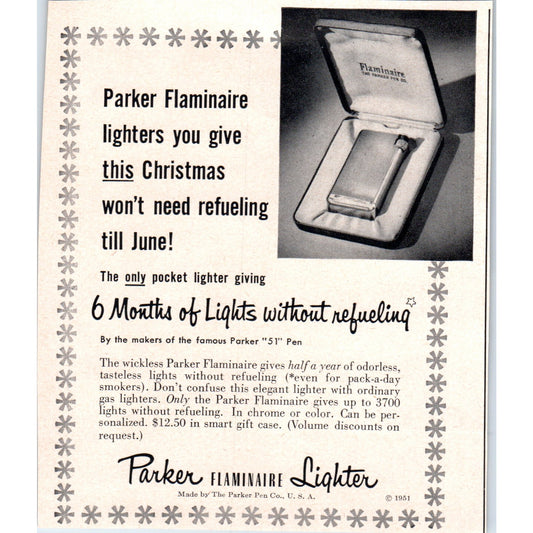 Flaminaire
THE PARKER PEN CO.
Parker Flaminaire
lighters you give
this Christmas
won't need refueling
till June!
The only pocket lighter giving
6 Months of Lights without refueling*
By the makers of the famous Parker "51" Pen
The wickless Parker Flaminaire gives half a year of odorless,
tasteless lights without refueling (*even for pack-a-day
smokers). Don't confuse this elegant lighter with ordinary
gas lighters. Only the Parker Flaminaire gives up to 3700
lights without refueling. In chrome or color. Can be per-
sonalized. $12.50 in smart gift case. (Volume discounts on
request.)
Parker FLAMINAIRE Lighter
Made by The Parker Pen Co., U. S. A.
© 1951